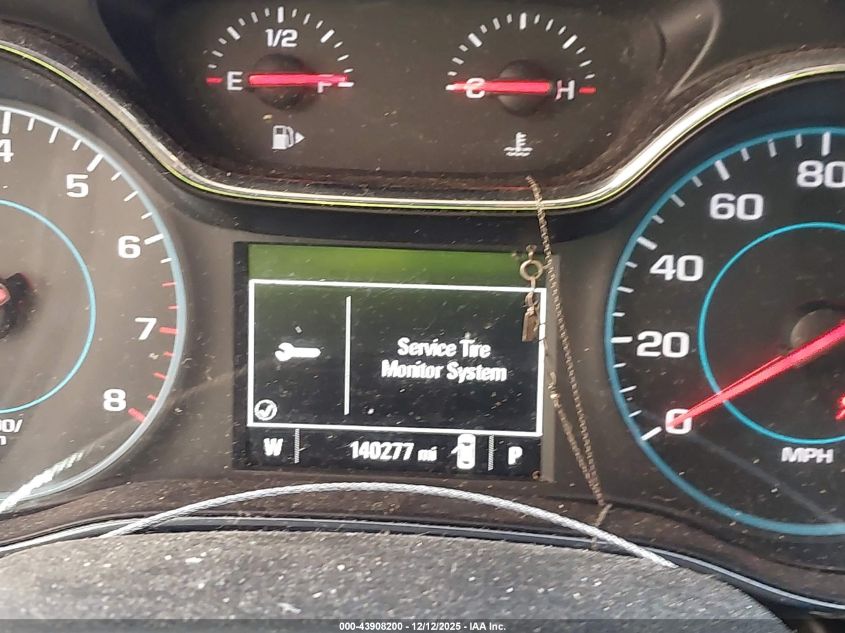 1/2
E F
C H
4
5
6
7
8
80
60
40
20
0
MPH
Service Tire
Monitor System
W 140277 mi P
000-43908200 - 12/12/2025 - IAA Inc.